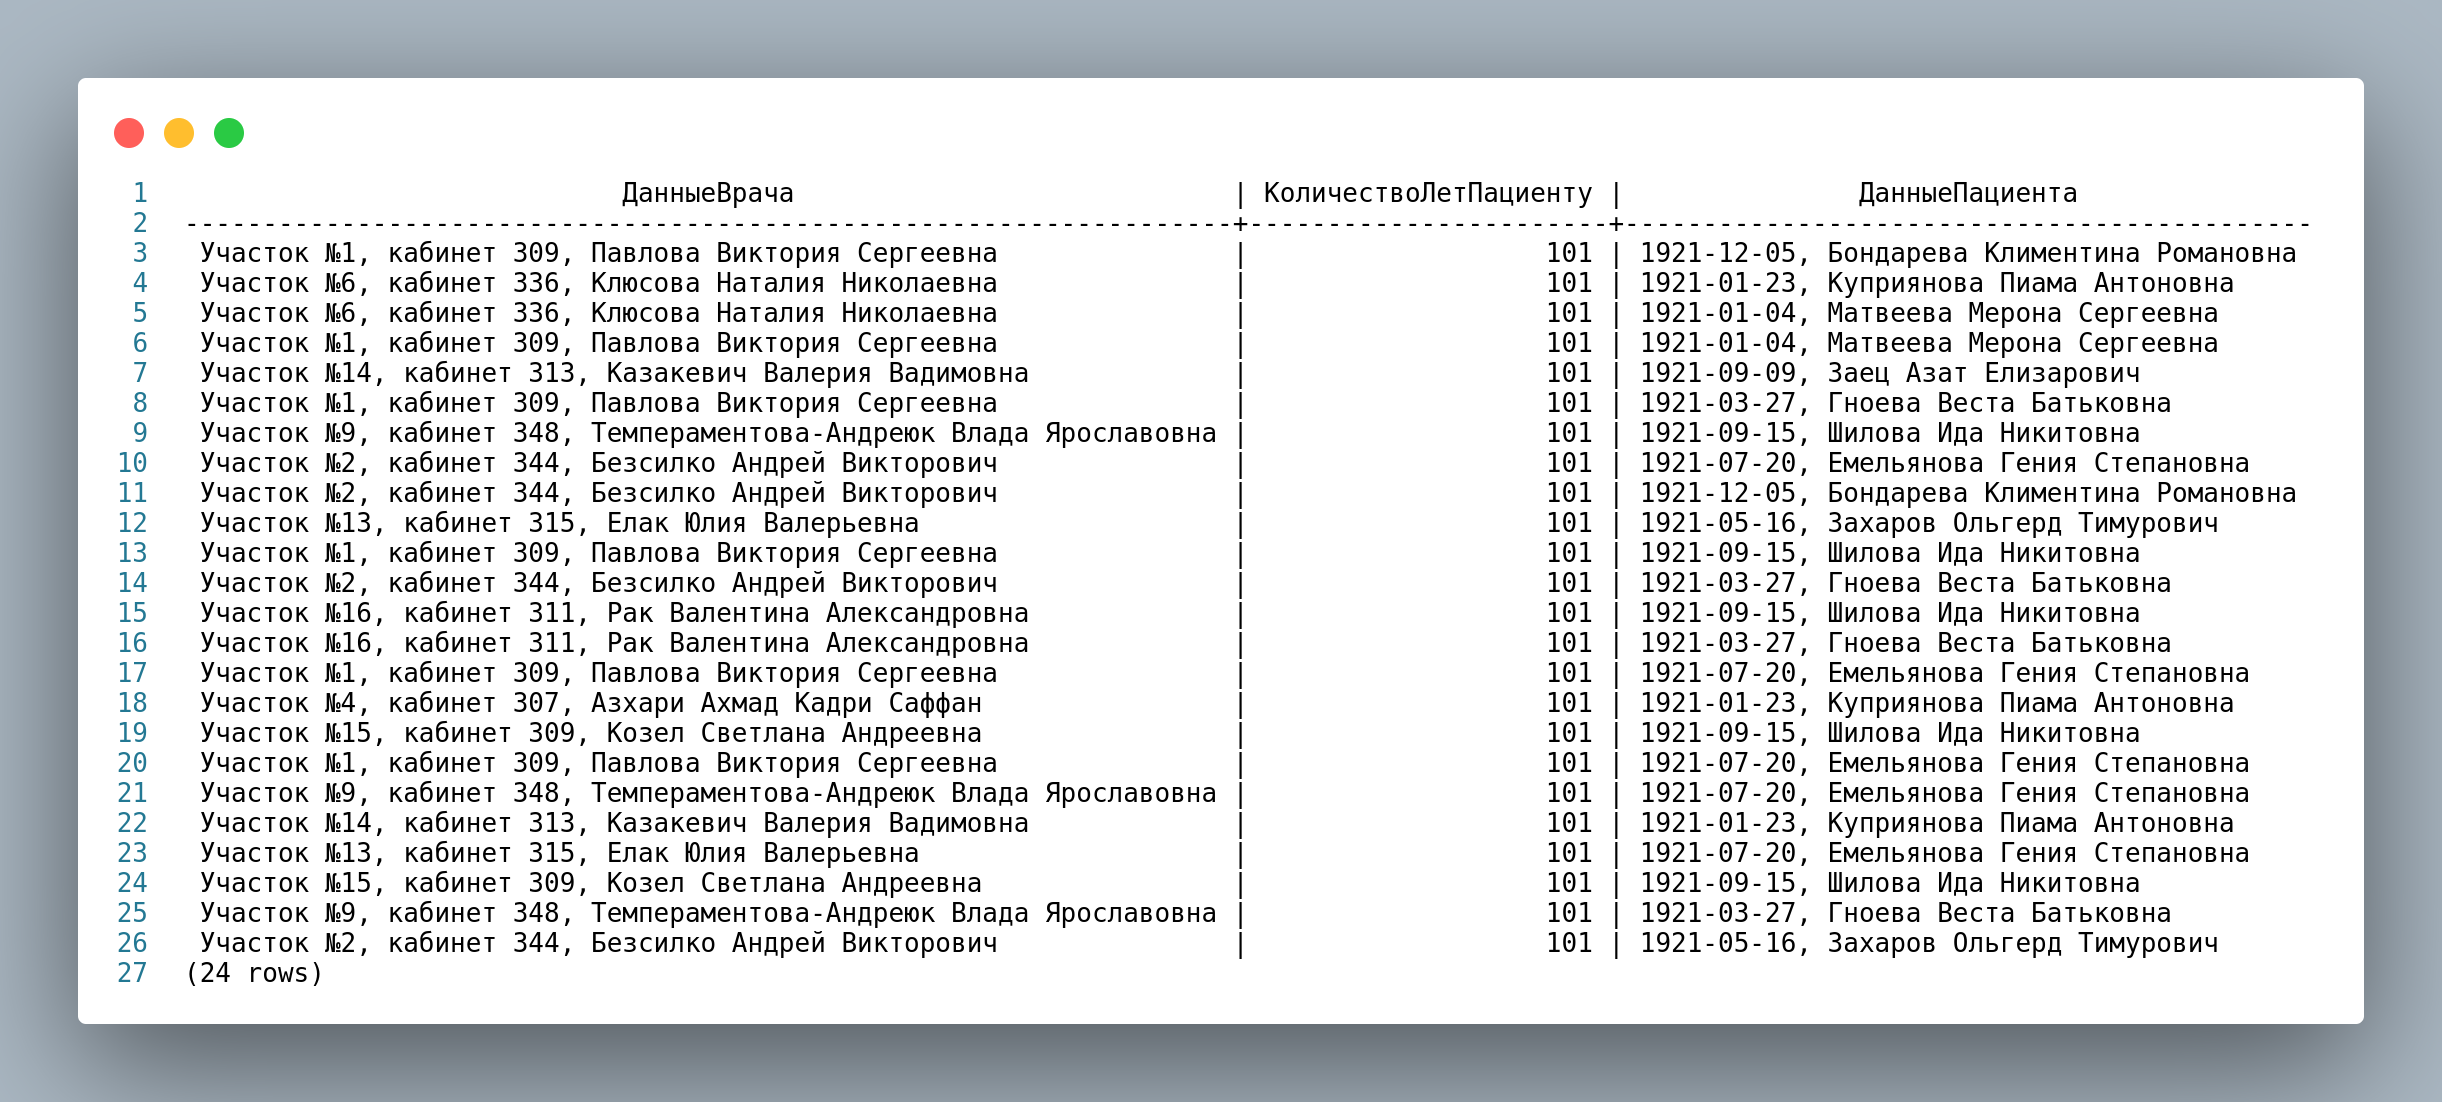 1 ДанныеВрача | КоличествоЛетПациенту | ДанныеПациента
2 -------------------------------------------------------------------+-----------------------+--------------------------------------------
3 Участок №1, кабинет 309, Павлова Виктория Сергеевна | 101 | 1921-12-05, Бондарева Климентина Романовна
4 Участок №6, кабинет 336, Клюсова Наталия Николаевна | 101 | 1921-01-23, Куприянова Пиама Антоновна
5 Участок №6, кабинет 336, Клюсова Наталия Николаевна | 101 | 1921-01-04, Матвеева Мерона Сергеевна
6 Участок №1, кабинет 309, Павлова Виктория Сергеевна | 101 | 1921-01-04, Матвеева Мерона Сергеевна
7 Участок №14, кабинет 313, Казакевич Валерия Вадимовна | 101 | 1921-09-09, Заец Азат Елизарович
8 Участок №1, кабинет 309, Павлова Виктория Сергеевна | 101 | 1921-03-27, Гноева Веста Батьковна
9 Участок №9, кабинет 348, Темпераментова-Андреюк Влада Ярославовна | 101 | 1921-09-15, Шилова Ида Никитовна
10 Участок №2, кабинет 344, Безсилко Андрей Викторович | 101 | 1921-07-20, Емельянова Гения Степановна
11 Участок №2, кабинет 344, Безсилко Андрей Викторович | 101 | 1921-12-05, Бондарева Климентина Романовна
12 Участок №13, кабинет 315, Елак Юлия Валерьевна | 101 | 1921-05-16, Захаров Ольгерд Тимурович
13 Участок №1, кабинет 309, Павлова Виктория Сергеевна | 101 | 1921-09-15, Шилова Ида Никитовна
14 Участок №2, кабинет 344, Безсилко Андрей Викторович | 101 | 1921-03-27, Гноева Веста Батьковна
15 Участок №16, кабинет 311, Рак Валентина Александровна | 101 | 1921-09-15, Шилова Ида Никитовна
16 Участок №16, кабинет 311, Рак Валентина Александровна | 101 | 1921-03-27, Гноева Веста Батьковна
17 Участок №1, кабинет 309, Павлова Виктория Сергеевна | 101 | 1921-07-20, Емельянова Гения Степановна
18 Участок №4, кабинет 307, Азхари Ахмад Кадри Саффан | 101 | 1921-01-23, Куприянова Пиама Антоновна
19 Участок №15, кабинет 309, Козел Светлана Андреевна | 101 | 1921-09-15, Шилова Ида Никитовна
20 Участок №1, кабинет 309, Павлова Виктория Сергеевна | 101 | 1921-07-20, Емельянова Гения Степановна
21 Участок №9, кабинет 348, Темпераментова-Андреюк Влада Ярославовна | 101 | 1921-07-20, Емельянова Гения Степановна
22 Участок №14, кабинет 313, Казакевич Валерия Вадимовна | 101 | 1921-01-23, Куприянова Пиама Антоновна
23 Участок №13, кабинет 315, Елак Юлия Валерьевна | 101 | 1921-07-20, Емельянова Гения Степановна
24 Участок №15, кабинет 309, Козел Светлана Андреевна | 101 | 1921-09-15, Шилова Ида Никитовна
25 Участок №9, кабинет 348, Темпераментова-Андреюк Влада Ярославовна | 101 | 1921-03-27, Гноева Веста Батьковна
26 Участок №2, кабинет 344, Безсилко Андрей Викторович | 101 | 1921-05-16, Захаров Ольгерд Тимурович
27 (24 rows)